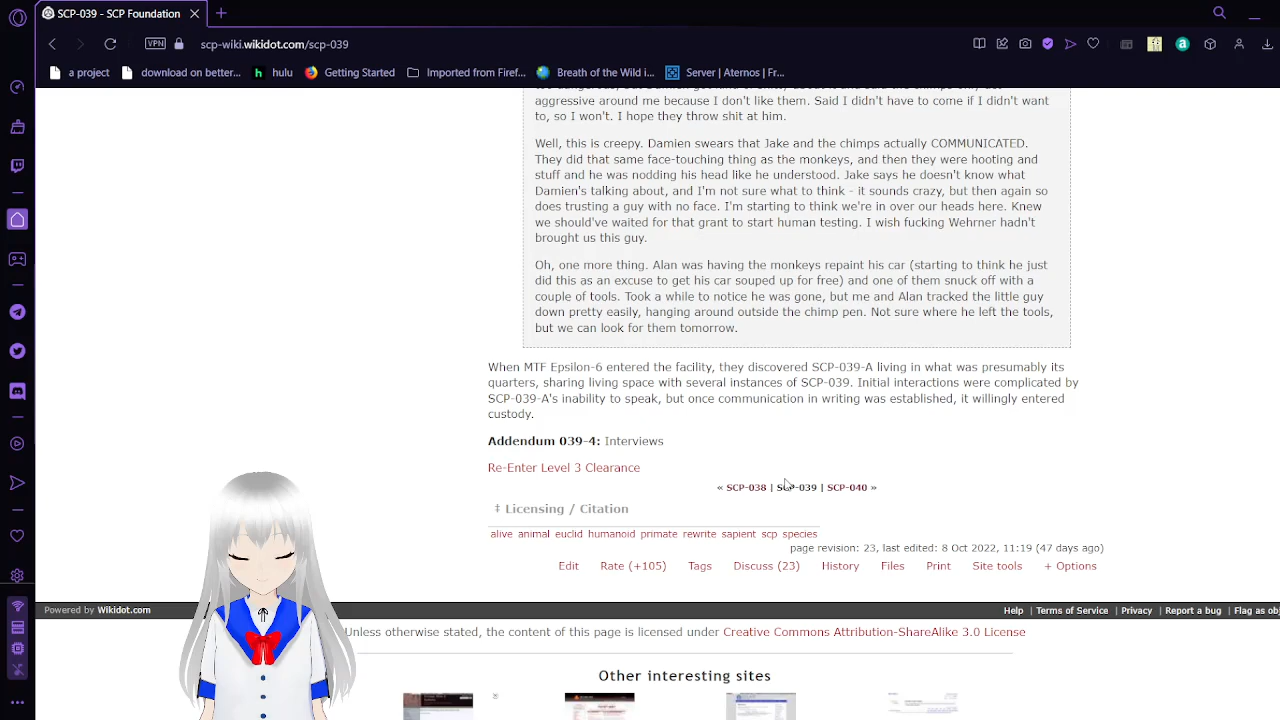 SCP-039 - SCP Foundation
VPN scp-wiki.wikidot.com/scp-039
a project download on better... hulu Getting Started Imported from Firef... Breath of the Wild i... Server | Aternos | Fr...
aggressive around me because I don't like them. Said I didn't have to come if I didn't want
to, so I won't. I hope they throw shit at him.
Well, this is creepy. Damien swears that Jake and the chimps actually COMMUNICATED.
They did that same face-touching thing as the monkeys, and then they were hooting and
stuff and he was nodding his head like he understood. Jake says he doesn't know what
Damien's talking about, and I'm not sure what to think - it sounds crazy, but then again so
does trusting a guy with no face. I'm starting to think we're in over our heads here. Knew
we should've waited for that grant to start human testing. I wish fucking Wehrner hadn't
brought us this guy.
Oh, one more thing. Alan was having the monkeys repaint his car (starting to think he just
did this as an excuse to get his car souped up for free) and one of them snuck off with a
couple of tools. Took a while to notice he was gone, but me and Alan tracked the little guy
down pretty easily, hanging around outside the chimp pen. Not sure where he left the tools,
but we can look for them tomorrow.
When MTF Epsilon-6 entered the facility, they discovered SCP-039-A living in what was presumably its
quarters, sharing living space with several instances of SCP-039. Initial interactions were complicated by
SCP-039-A's inability to speak, but once communication in writing was established, it willingly entered
custody.
Addendum 039-4: Interviews
Re-Enter Level 3 Clearance
« SCP-038 | SCP-039 | SCP-040 »
‡ Licensing / Citation
alive animal euclid humanoid primate rewrite sapient scp species
page revision: 23, last edited: 8 Oct 2022, 11:19 (47 days ago)
Edit Rate (+105) Tags Discuss (23) History Files Print Site tools + Options
Powered by Wikidot.com Help | Terms of Service | Privacy | Report a bug | Flag as obj
Unless otherwise stated, the content of this page is licensed under Creative Commons Attribution-ShareAlike 3.0 License
Other interesting sites